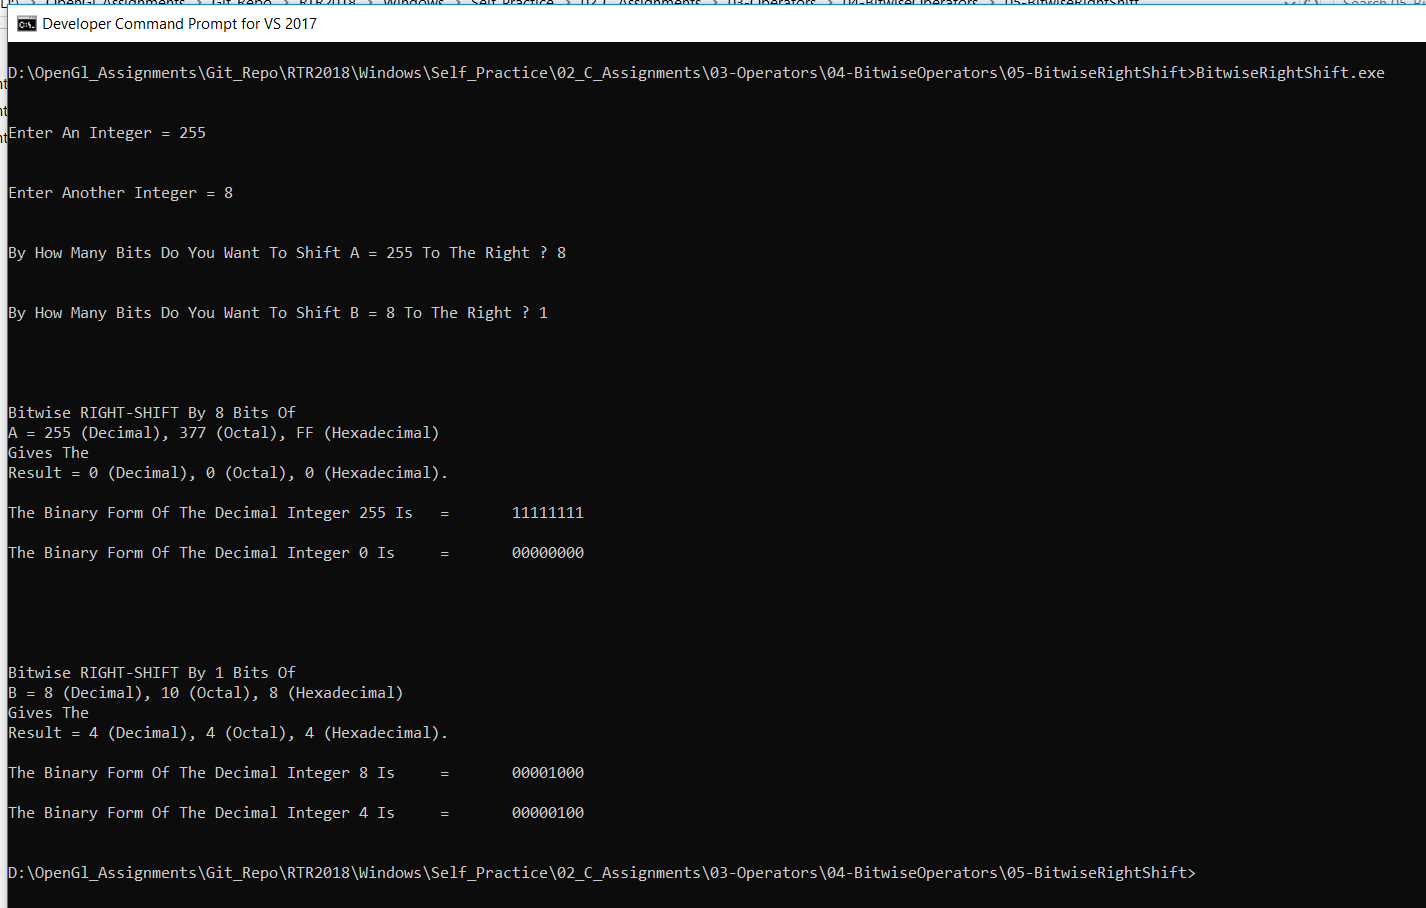 Developer Command Prompt for VS 2017
D:\OpenGl_Assignments\Git_Repo\RTR2018\Windows\Self_Practice\02_C_Assignments\03-Operators\04-BitwiseOperators\05-BitwiseRightShift>BitwiseRightShift.exe
Enter An Integer = 255
Enter Another Integer = 8
By How Many Bits Do You Want To Shift A = 255 To The Right ? 8
By How Many Bits Do You Want To Shift B = 8 To The Right ? 1
Bitwise RIGHT-SHIFT By 8 Bits Of
A = 255 (Decimal), 377 (Octal), FF (Hexadecimal)
Gives The
Result = 0 (Decimal), 0 (Octal), 0 (Hexadecimal).
The Binary Form Of The Decimal Integer 255 Is = 11111111
The Binary Form Of The Decimal Integer 0 Is = 00000000
Bitwise RIGHT-SHIFT By 1 Bits Of
B = 8 (Decimal), 10 (Octal), 8 (Hexadecimal)
Gives The
Result = 4 (Decimal), 4 (Octal), 4 (Hexadecimal).
The Binary Form Of The Decimal Integer 8 Is = 00001000
The Binary Form Of The Decimal Integer 4 Is = 00000100
D:\OpenGl_Assignments\Git_Repo\RTR2018\Windows\Self_Practice\02_C_Assignments\03-Operators\04-BitwiseOperators\05-BitwiseRightShift>